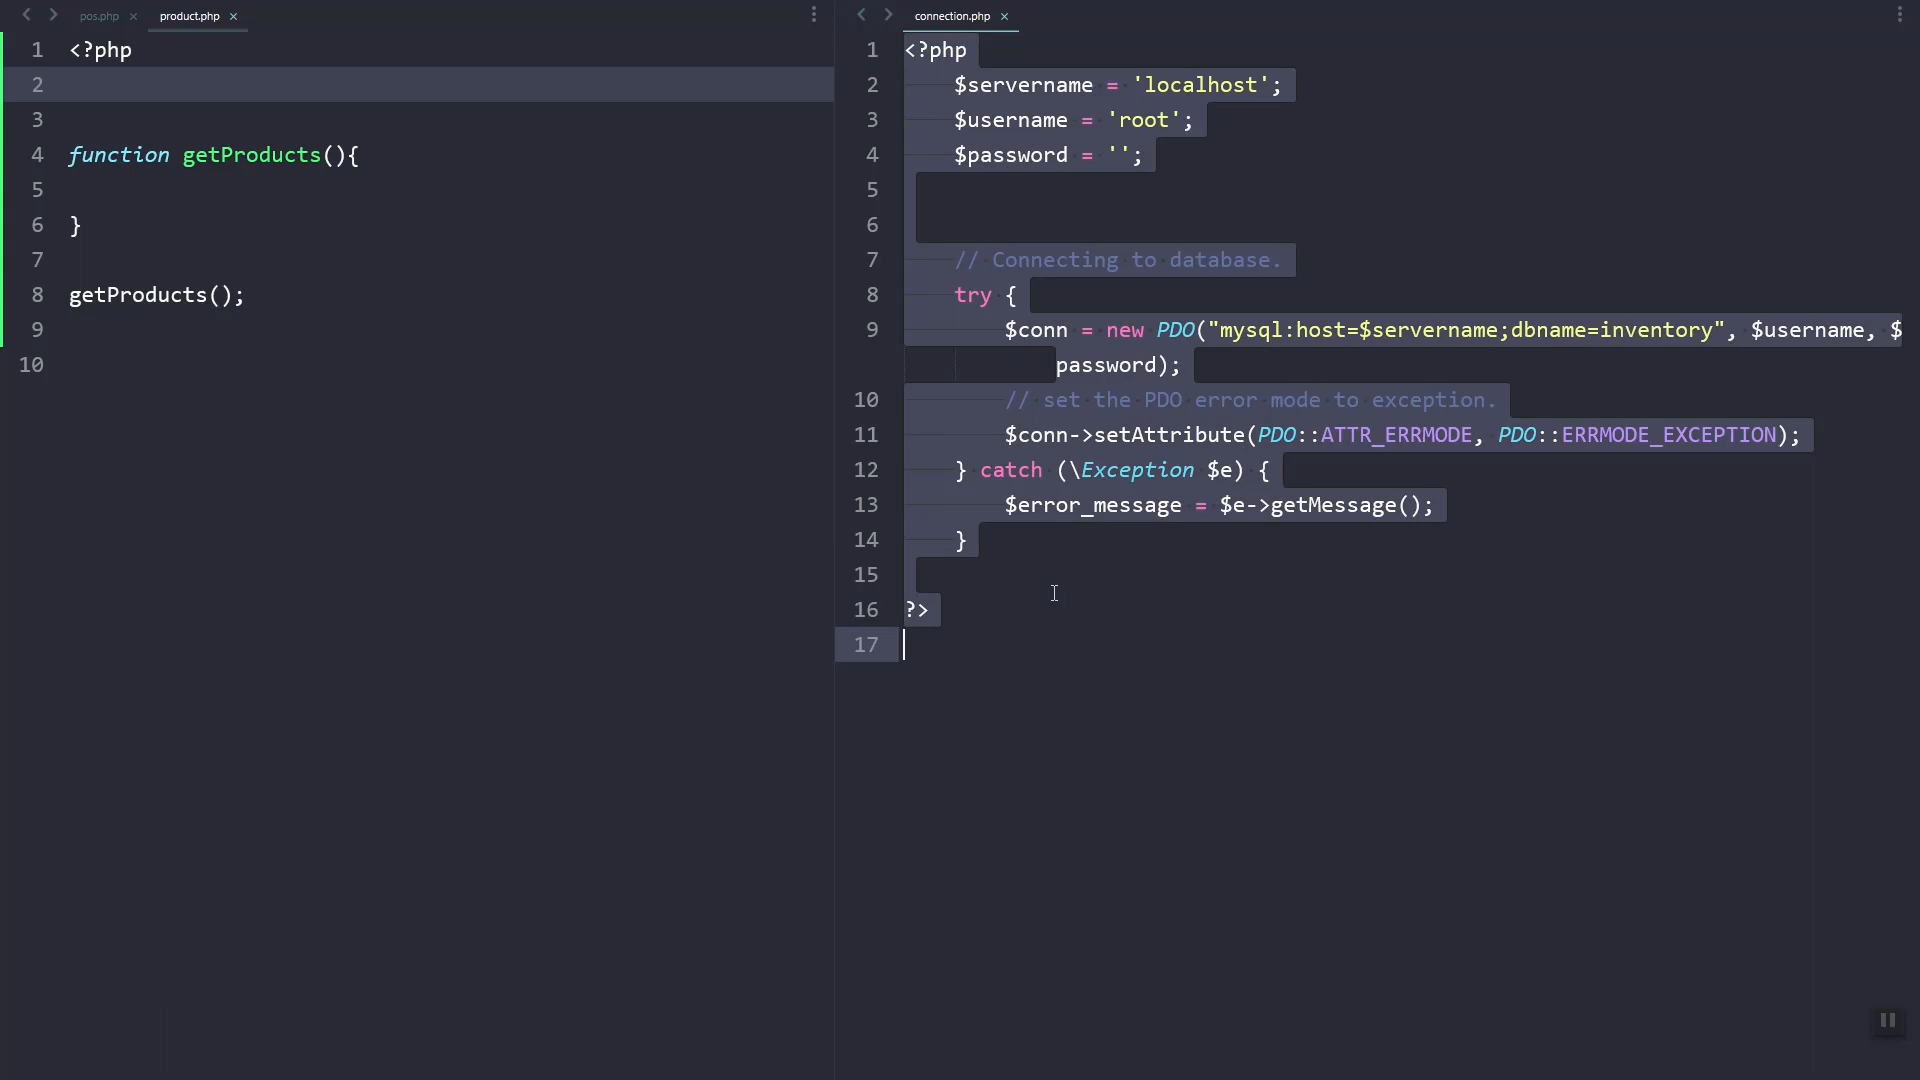 pos.php × product.php ×
1 <?php
2
3
4 function getProducts(){
5
6 }
7
8 getProducts();
9
10
connection.php ×
1 <?php
2 $servername = 'localhost';
3 $username = 'root';
4 $password = '';
5
6
7 // Connecting to database.
8 try {
9 $conn = new PDO("mysql:host=$servername;dbname=inventory", $username, $
password);
10 // set the PDO error mode to exception.
11 $conn->setAttribute(PDO::ATTR_ERRMODE, PDO::ERRMODE_EXCEPTION);
12 } catch (\Exception $e) {
13 $error_message = $e->getMessage();
14 }
15
16 ?>
17